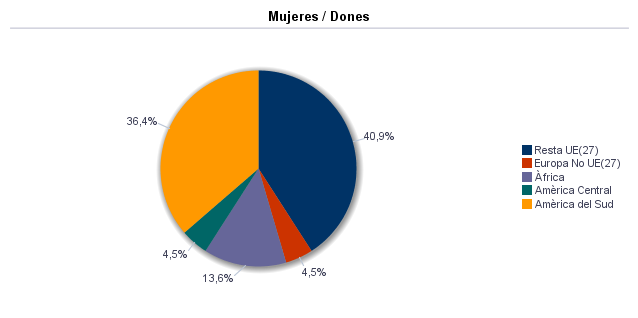 Mujeres / Dones
36,4%
40,9%
4,5%
13,6%
4,5%
Resta UE(27)
Europa No UE(27)
Àfrica
Amèrica Central
Amèrica del Sud